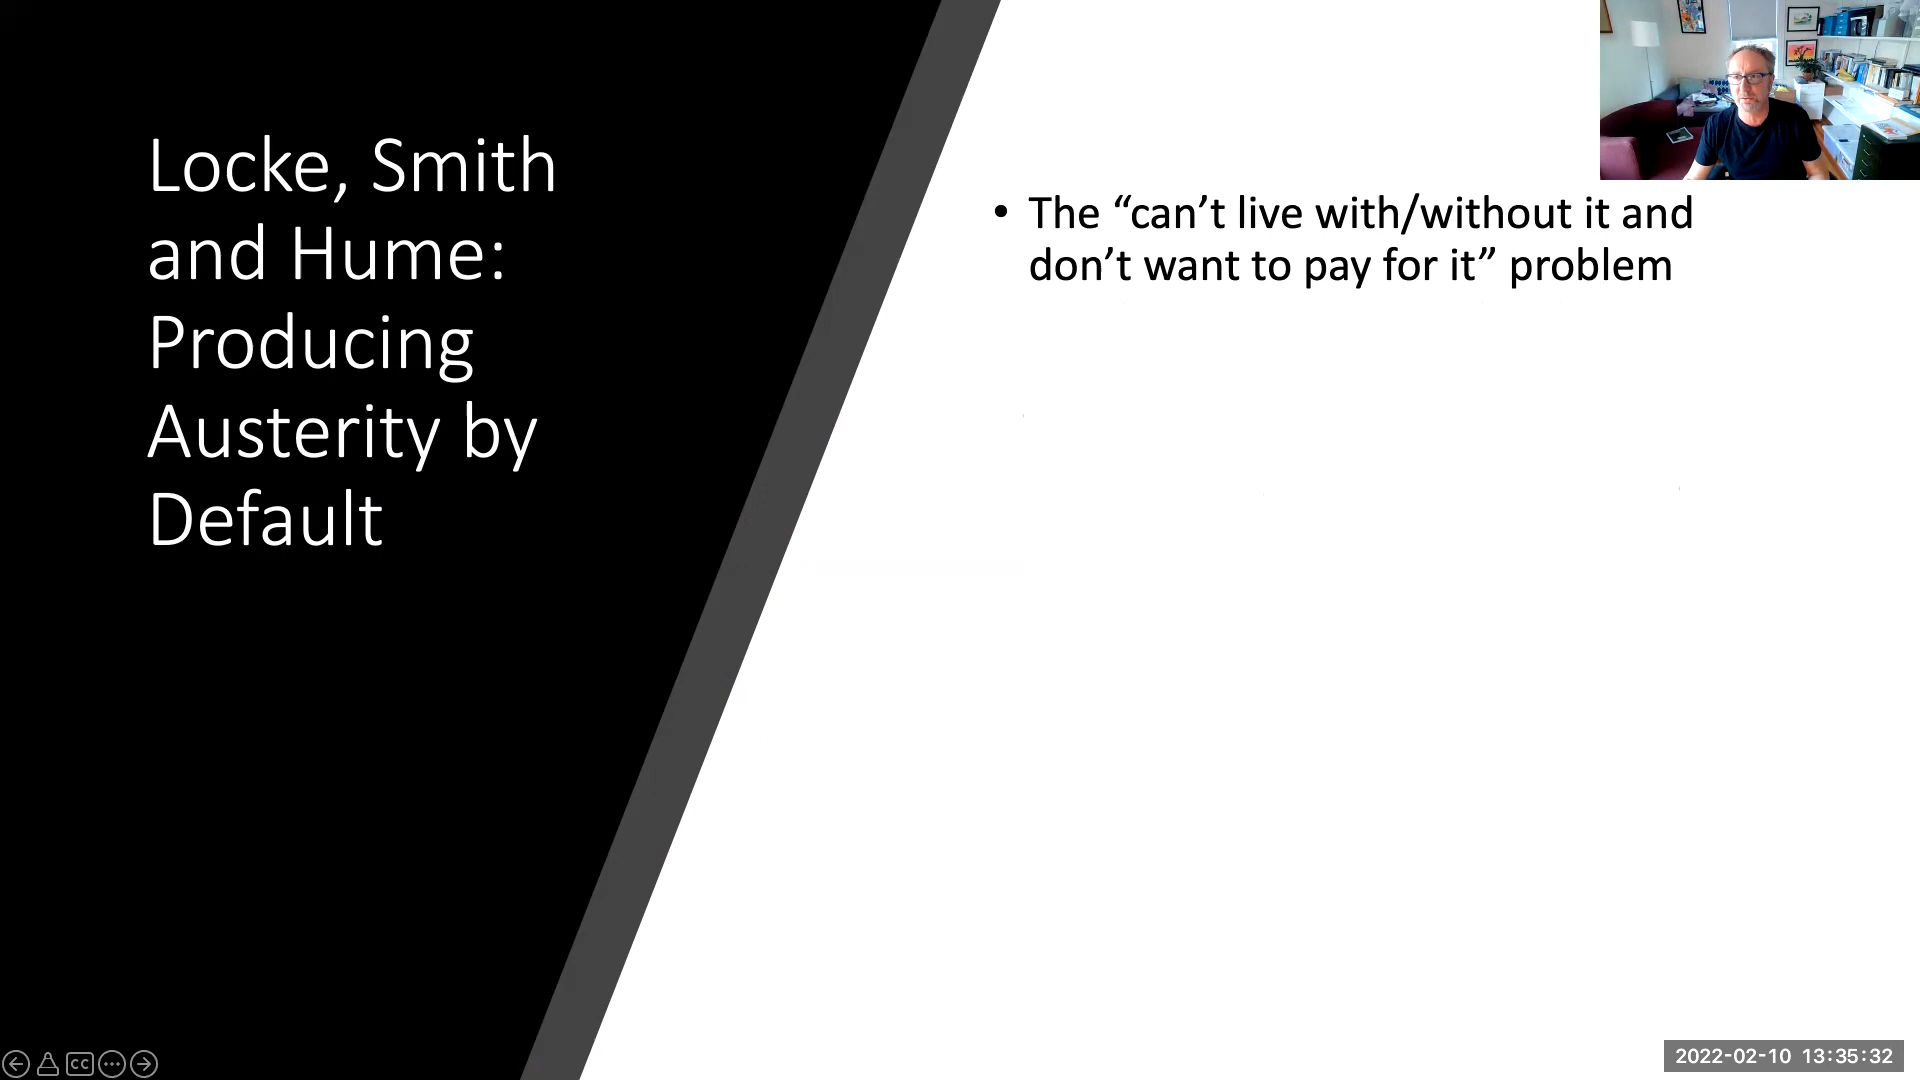 Locke, Smith
and Hume:
Producing
Austerity by
Default
• The “can’t live with/without it and
don’t want to pay for it” problem
CC
2022-02-10 13:35:32